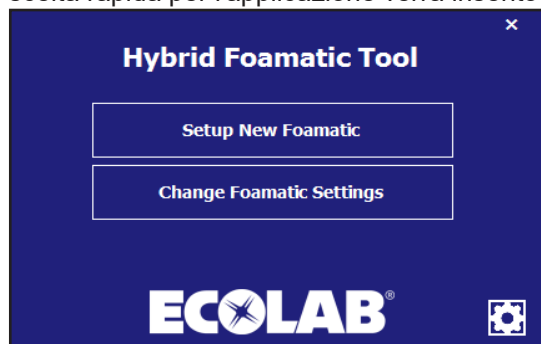 ×
Hybrid Foamatic Tool
Setup New Foamatic
Change Foamatic Settings
ECOLAB®